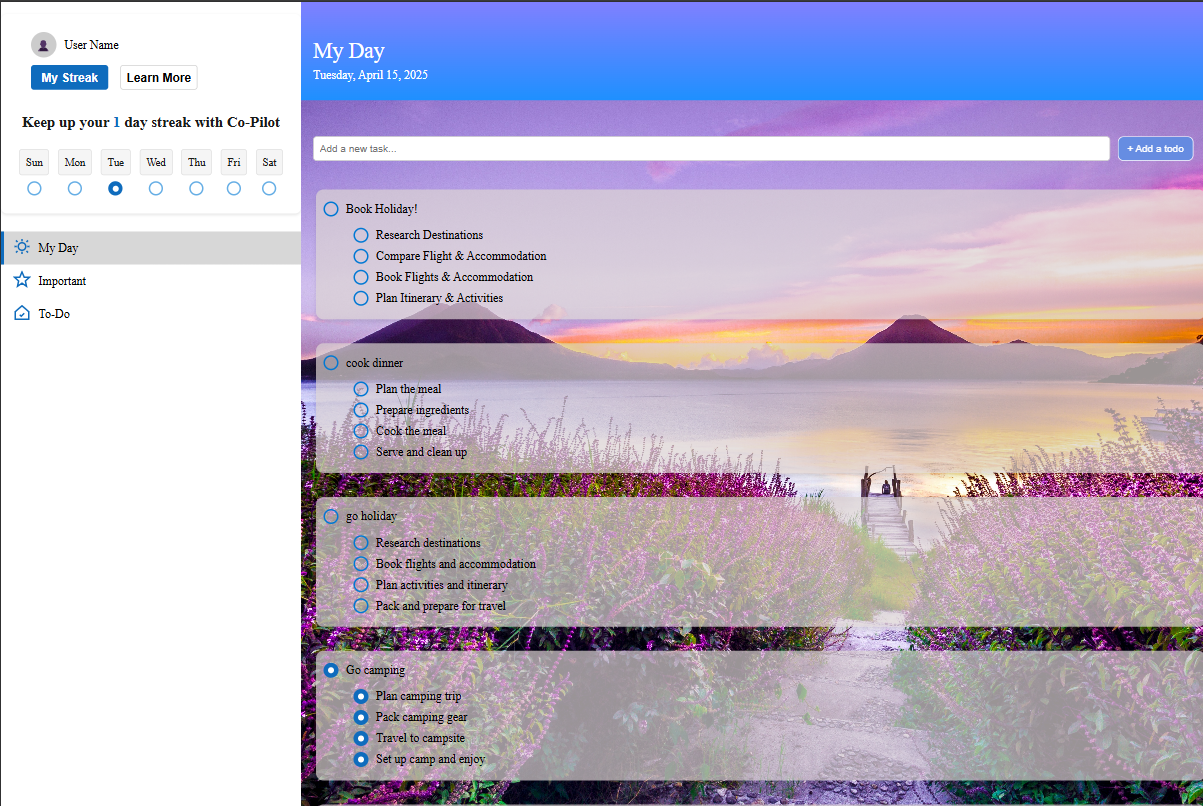 User Name
My Streak Learn More
Keep up your 1 day streak with Co-Pilot
Sun Mon Tue Wed Thu Fri Sat
My Day
Important
To-Do
My Day
Tuesday, April 15, 2025
Add a new task... + Add a todo
Book Holiday!
Research Destinations
Compare Flight & Accommodation
Book Flights & Accommodation
Plan Itinerary & Activities
cook dinner
Plan the meal
Prepare ingredients
Cook the meal
Serve and clean up
go holiday
Research destinations
Book flights and accommodation
Plan activities and itinerary
Pack and prepare for travel
Go camping
Plan camping trip
Pack camping gear
Travel to campsite
Set up camp and enjoy